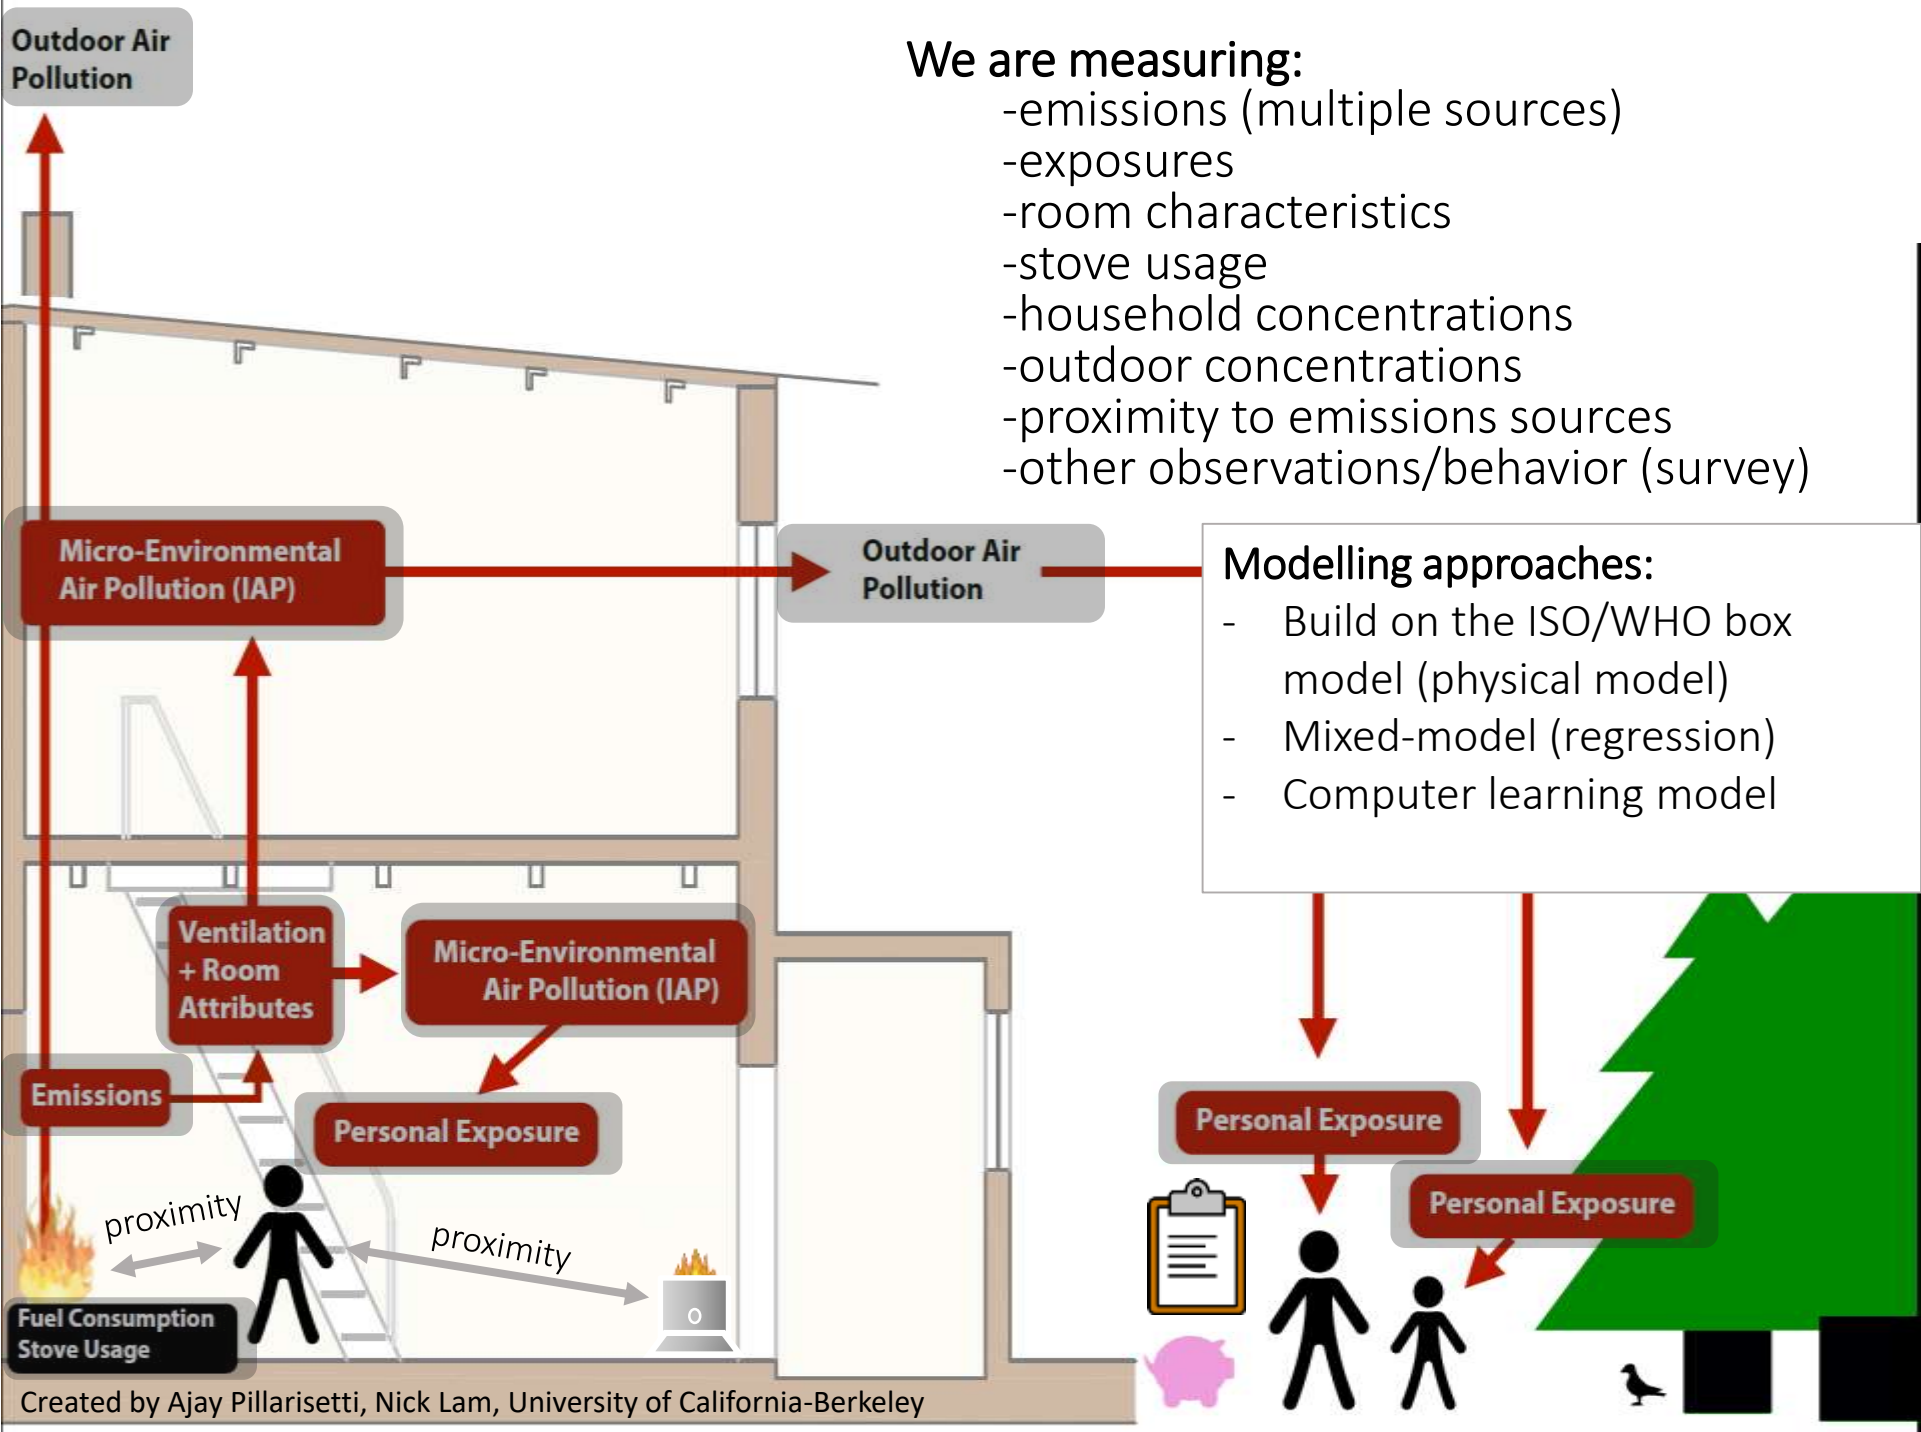 Outdoor Air
Pollution
We are measuring:
-emissions (multiple sources)
-exposures
-room characteristics
-stove usage
-household concentrations
-outdoor concentrations
-proximity to emissions sources
-other observations/behavior (survey)
Micro-Environmental
Air Pollution (IAP)
Outdoor Air
Pollution
Modelling approaches:
- Build on the ISO/WHO box
model (physical model)
- Mixed-model (regression)
- Computer learning model
Ventilation
+ Room
Attributes
Micro-Environmental
Air Pollution (IAP)
Emissions
Personal Exposure
Personal Exposure
Personal Exposure
proximity
proximity
Fuel Consumption
Stove Usage
Created by Ajay Pillarisetti, Nick Lam, University of California-Berkeley